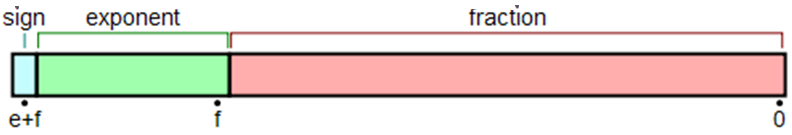 sign exponent fraction
e+f f 0